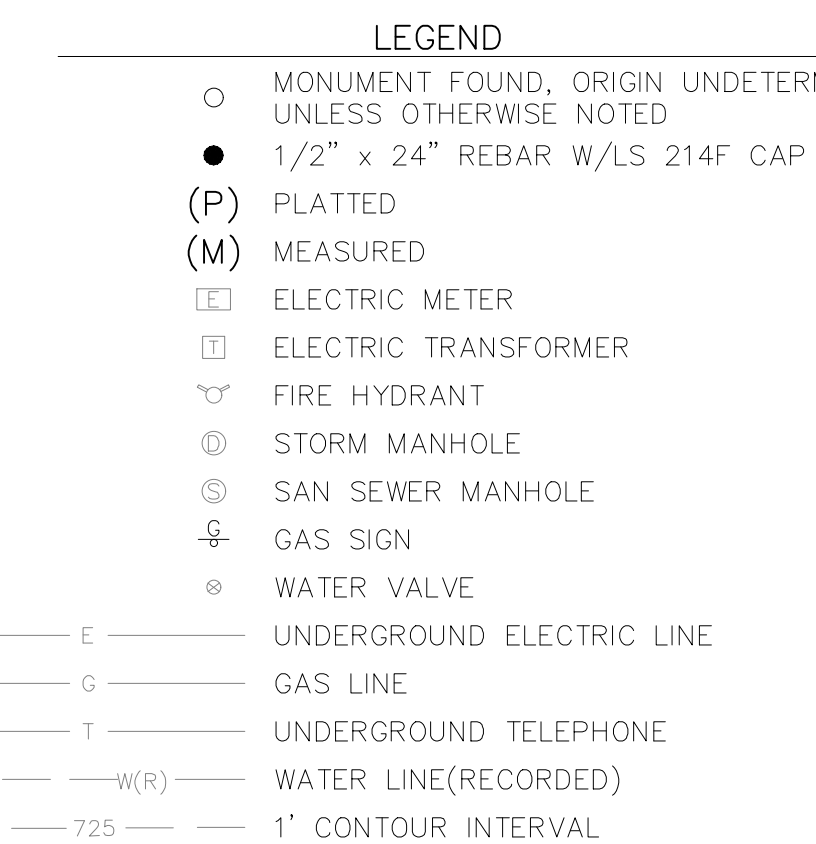 LEGEND
MONUMENT FOUND, ORIGIN
UNLESS OTHERWISE NOTED
1/2" x 24" REBAR W/LS 214F CAP
(P) PLATTED
(M) MEASURED
E ELECTRIC METER
T ELECTRIC TRANSFORMER
FIRE HYDRANT
D STORM MANHOLE
S SAN SEWER MANHOLE
G GAS SIGN
WATER VALVE
E UNDERGROUND ELECTRIC LINE
G GAS LINE
T UNDERGROUND TELEPHONE
W(R) WATER LINE(RECORDED)
725 1' CONTOUR INTERVAL